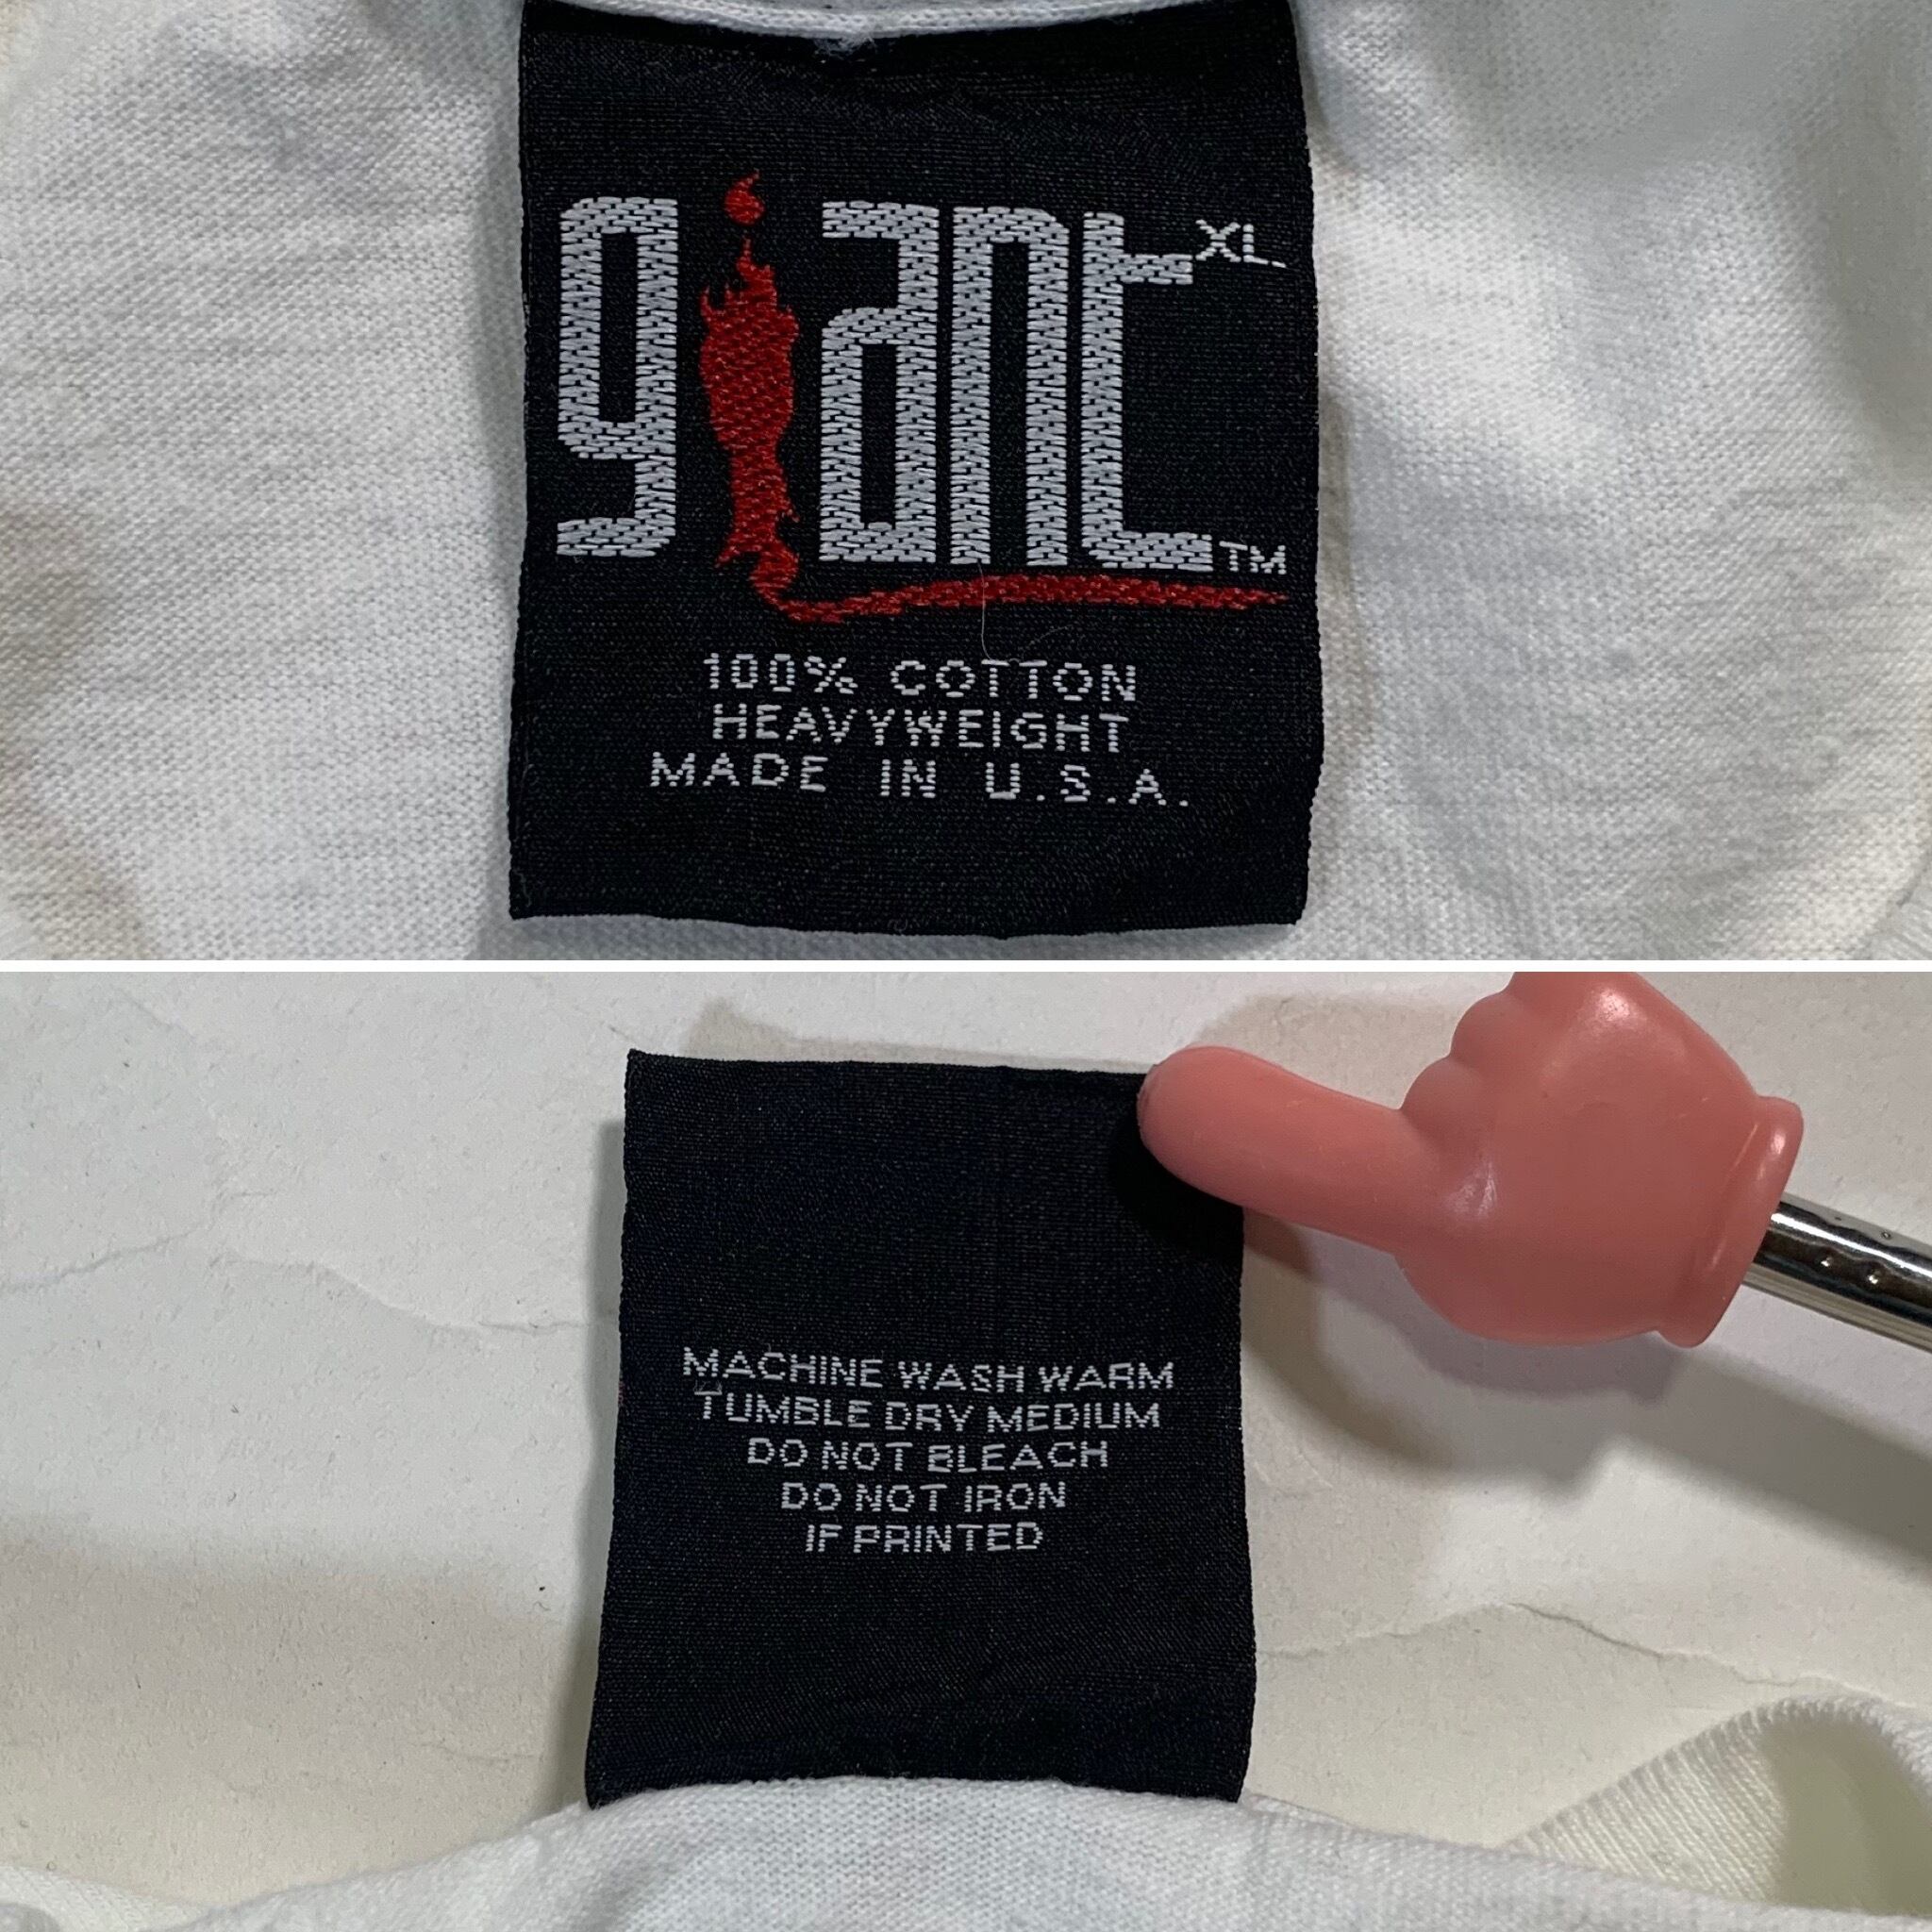 giant XL
TM
100% COTTON
HEAVYWEIGHT
MADE IN U.S.A.
MACHINE WASH WARM
TUMBLE DRY MEDIUM
DO NOT BLEACH
DO NOT IRON
IF PRINTED